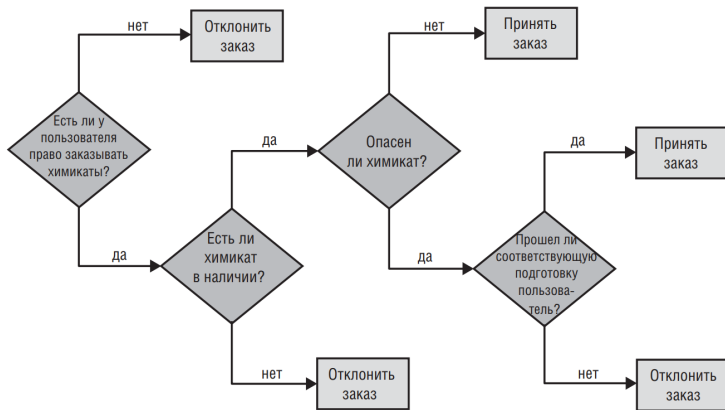 нет
Отклонить
заказ
Есть ли у
пользователя
право заказывать
химикаты?
да
Есть ли
химикат
в наличии?
нет
Отклонить
заказ
да
Опасен
ли химикат?
нет
Принять
заказ
да
Прошел ли
соответствующую
подготовку
пользова-
тель?
да
Принять
заказ
нет
Отклонить
заказ